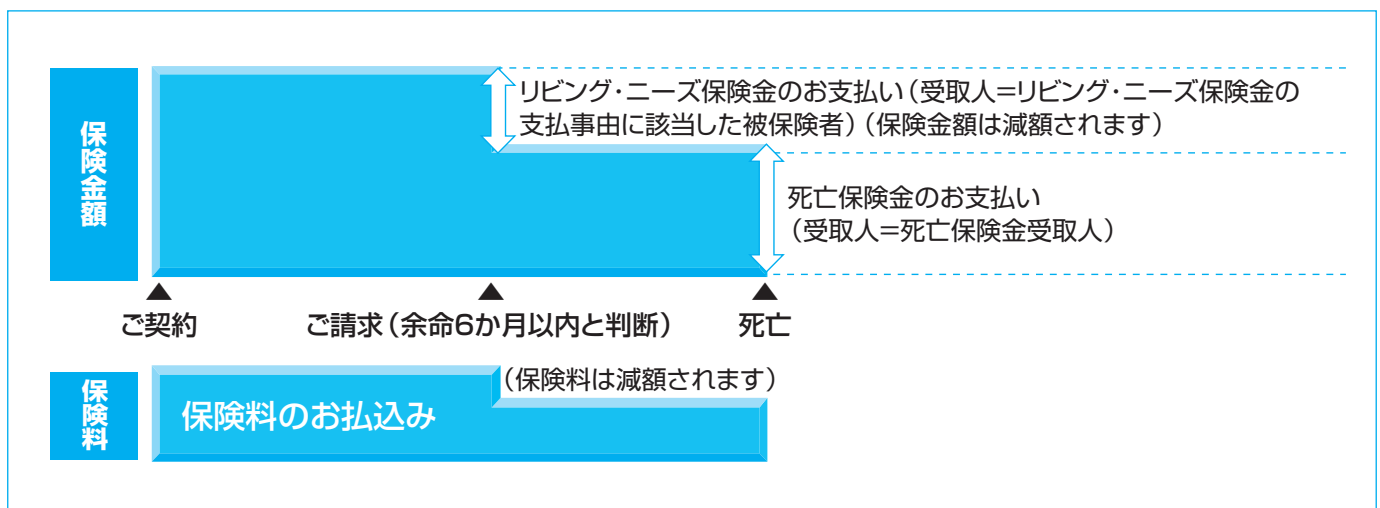 保険金額
リビング・ニーズ保険金のお支払い（受取人＝リビング・ニーズ保険金の
支払事由に該当した被保険者）（保険金額は減額されます）
死亡保険金のお支払い
（受取人＝死亡保険金受取人）
ご契約
ご請求（余命6か月以内と判断）
死亡
保険料
（保険料は減額されます）
保険料のお払込み